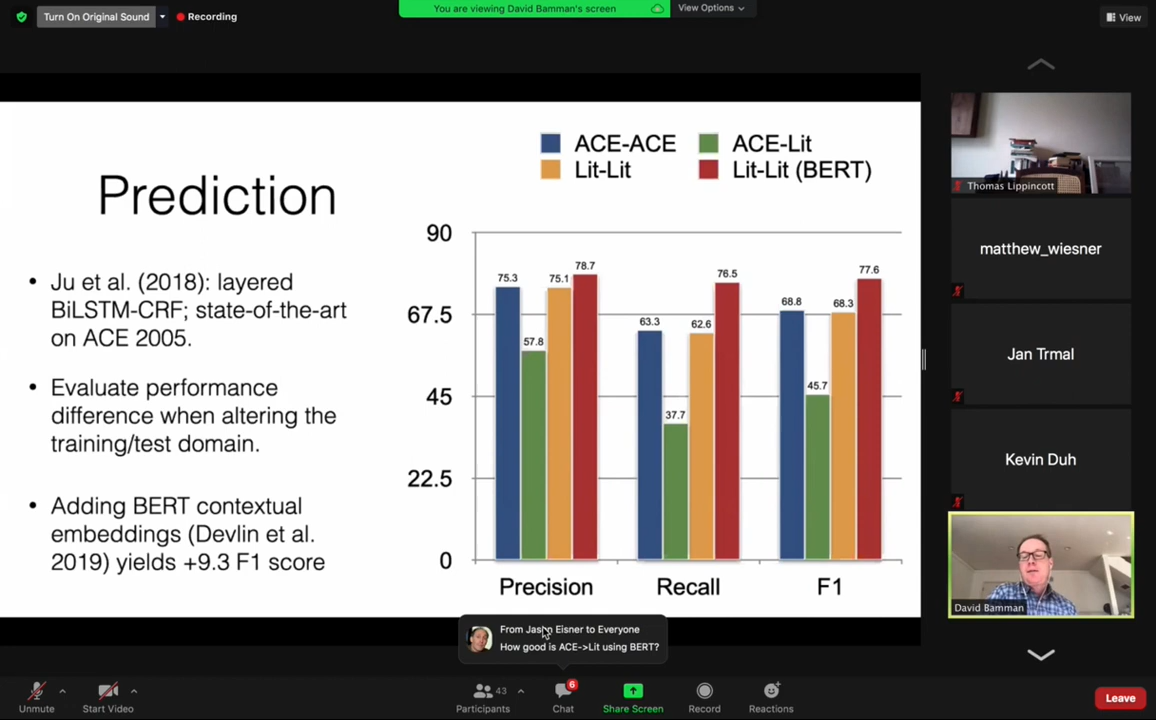 Turn On Original Sound
Recording
You are viewing David Bamman's screen
View Options
View
Prediction
• Ju et al. (2018): layered
BiLSTM-CRF; state-of-the-art
on ACE 2005.
• Evaluate performance
difference when altering the
training/test domain.
• Adding BERT contextual
embeddings (Devlin et al.
2019) yields +9.3 F1 score
ACE-ACE
ACE-Lit
Lit-Lit
Lit-Lit (BERT)
90
67.5
45
22.5
0
75.3
57.8
75.1
78.7
63.3
37.7
62.6
76.5
68.8
45.7
68.3
77.6
Precision
Recall
F1
Thomas Lippincott
matthew_wiesner
Jan Trmal
Kevin Duh
David Bamman
From Jason Eisner to Everyone
How good is ACE->Lit using BERT?
Unmute
Start Video
43
Participants
6
Chat
Share Screen
Record
Reactions
Leave